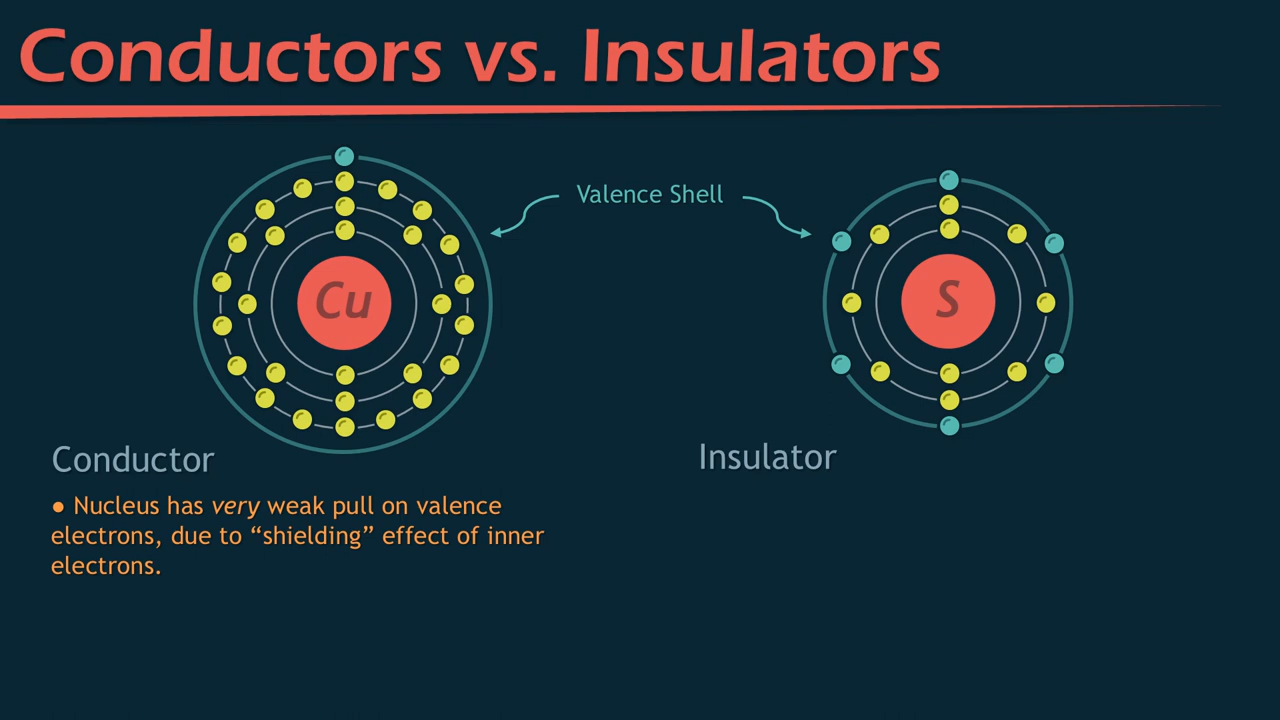 Conductors vs. Insulators
Valence Shell
Cu
S
Conductor
Insulator
● Nucleus has very weak pull on valence
electrons, due to “shielding” effect of inner
electrons.